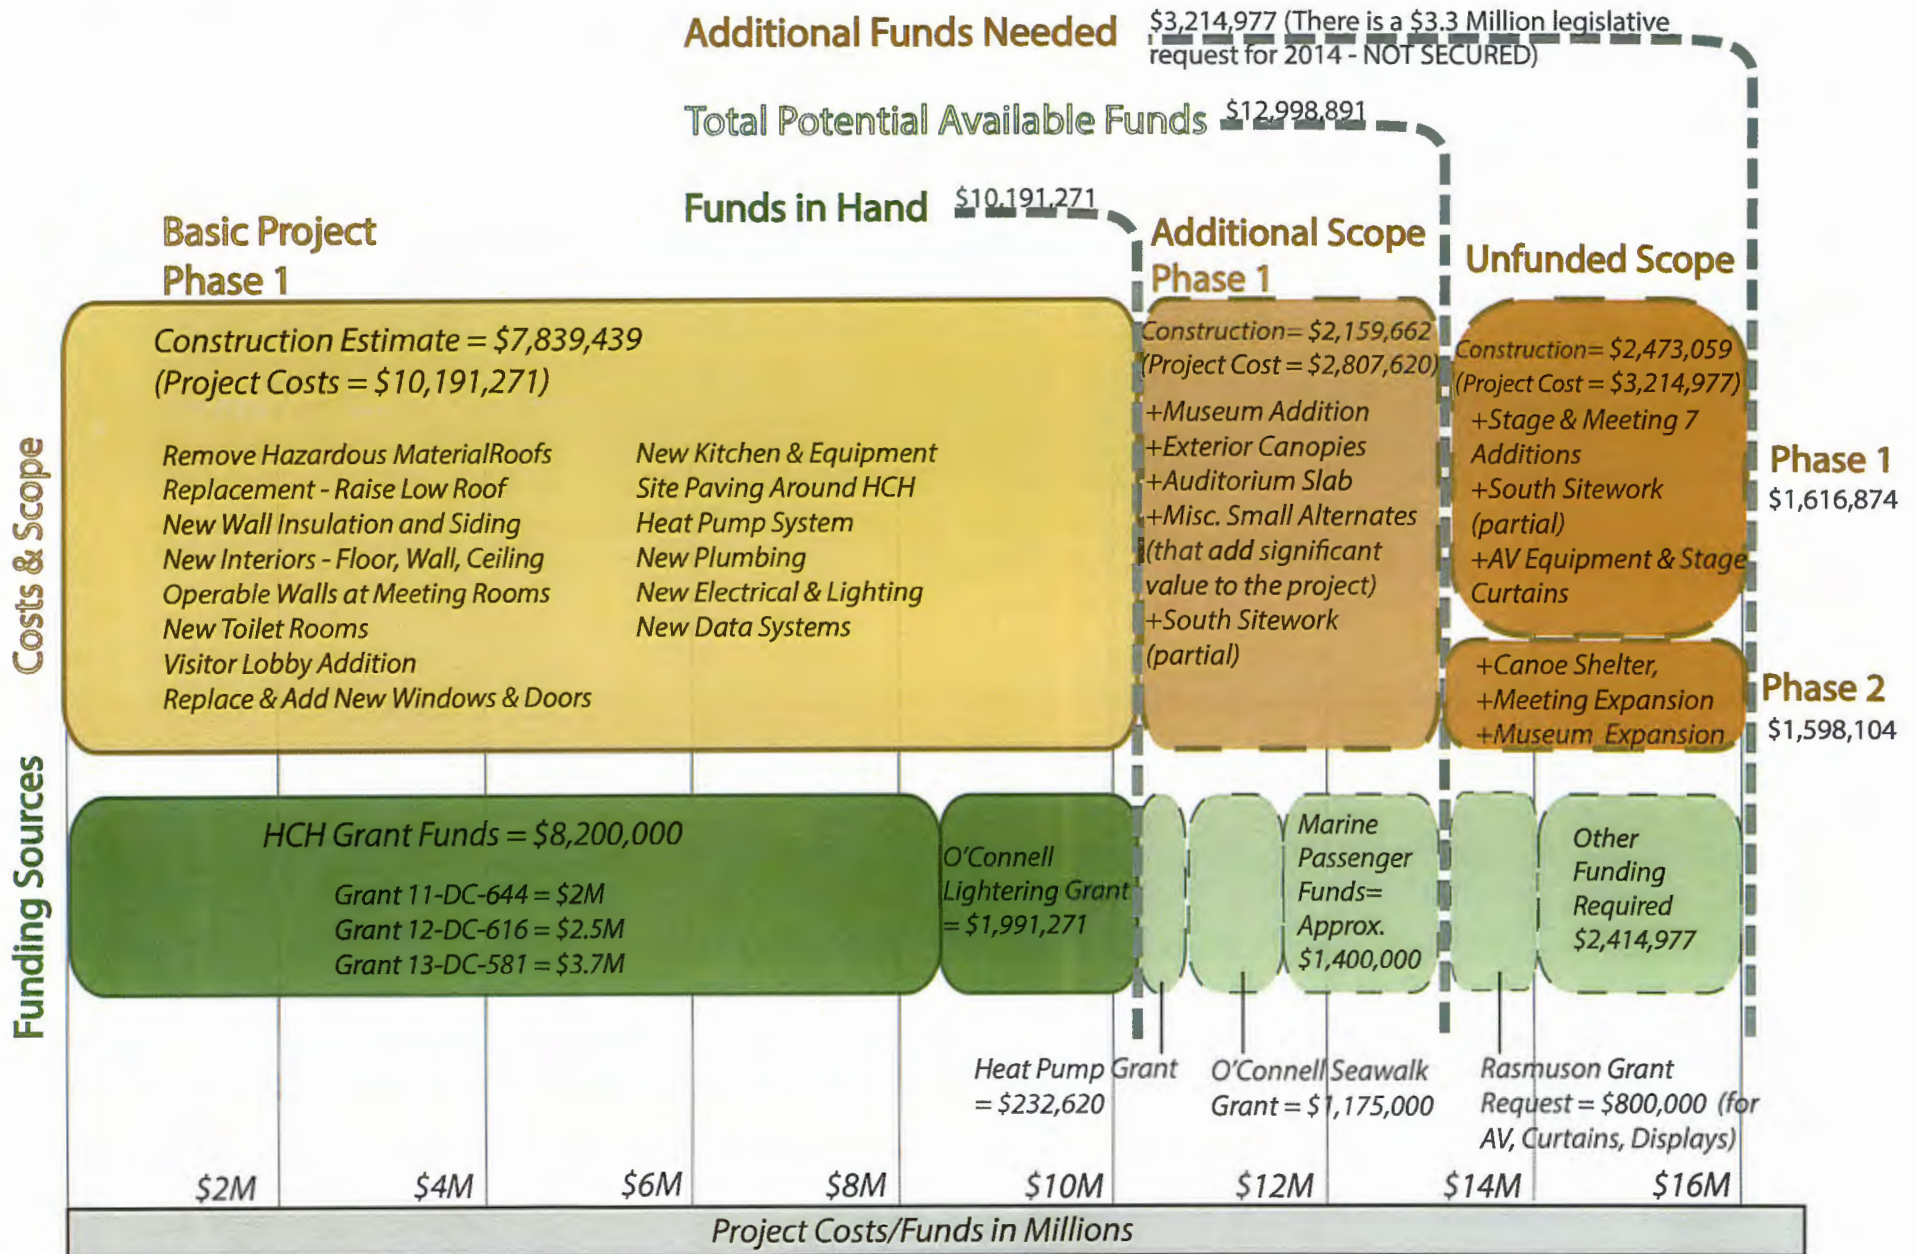 Additional Funds Needed
$3,214,977 (There is a $3.3 Million legislative
request for 2014 - NOT SECURED)
Total Potential Available Funds
$12,998,891
Funds in Hand
$10,191,271
Basic Project
Phase 1
Additional Scope
Phase 1
Unfunded Scope
Costs & Scope
Construction Estimate = $7,839,439
(Project Costs = $10,191,271)
Remove Hazardous MaterialRoofs
Replacement - Raise Low Roof
New Wall Insulation and Siding
New Interiors - Floor, Wall, Ceiling
Operable Walls at Meeting Rooms
New Toilet Rooms
Visitor Lobby Addition
Replace & Add New Windows & Doors
New Kitchen & Equipment
Site Paving Around HCH
Heat Pump System
New Plumbing
New Electrical & Lighting
New Data Systems
Construction= $2,159,662
(Project Cost = $2,807,620)
+Museum Addition
+Exterior Canopies
+Auditorium Slab
+Misc. Small Alternates
(that add significant
value to the project)
+South Sitework
(partial)
Construction= $2,473,059
(Project Cost = $3,214,977)
+Stage & Meeting 7
Additions
+South Sitework
(partial)
+AV Equipment & Stage
Curtains
Phase 1
$1,616,874
+Canoe Shelter,
+Meeting Expansion
+Museum Expansion
Phase 2
$1,598,104
Funding Sources
HCH Grant Funds = $8,200,000
Grant 11-DC-644 = $2M
Grant 12-DC-616 = $2.5M
Grant 13-DC-581 = $3.7M
O'Connell
Lightering Grant
= $1,991,271
Marine
Passenger
Funds=
Approx.
$1,400,000
Other
Funding
Required
$2,414,977
Heat Pump Grant
= $232,620
O'Connell Seawalk
Grant = $1,175,000
Rasmuson Grant
Request = $800,000 (for
AV, Curtains, Displays)
$2M
$4M
$6M
$8M
$10M
$12M
$14M
$16M
Project Costs/Funds in Millions